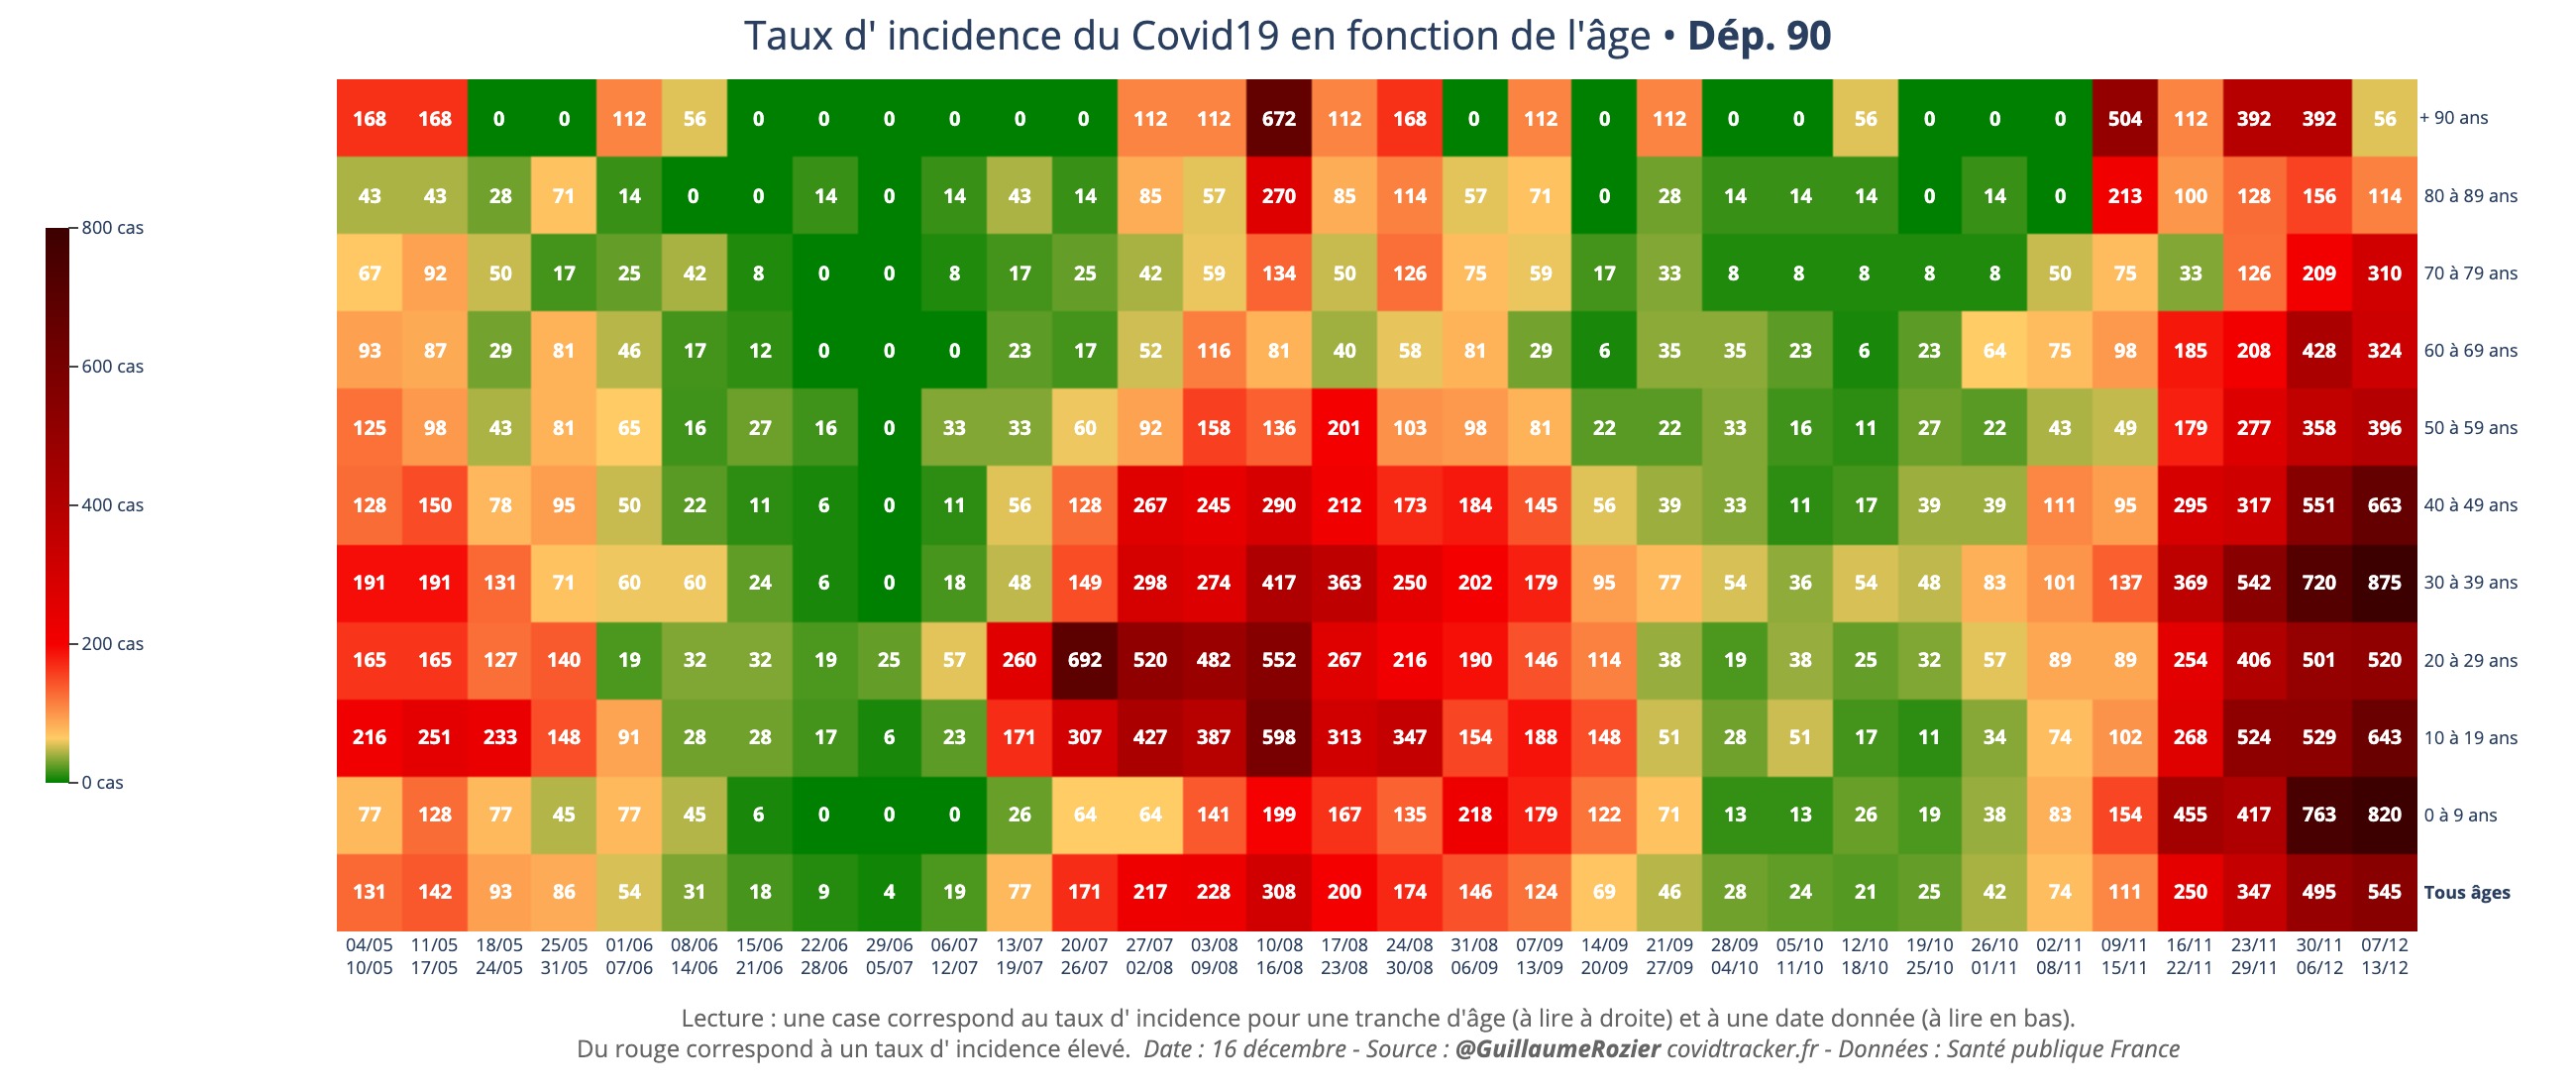 Taux d' incidence du Covid19 en fonction de l'âge • Dép. 90
168 168 0 0 112 56 0 0 0 0 0 0 112 112 672 112 168 0 112 0 112 0 0 56 0 0 0 504 112 392 392 56 + 90 ans
43 43 28 71 14 0 0 14 0 14 43 14 85 57 270 85 114 57 71 0 28 14 14 14 0 14 0 213 100 128 156 114 80 à 89 ans
800 cas
67 92 50 17 25 42 8 0 0 8 17 25 42 59 134 50 126 75 59 17 33 8 8 8 8 8 50 75 33 126 209 310 70 à 79 ans
93 87 29 81 46 17 12 0 0 0 23 17 52 116 81 40 58 81 29 6 35 35 23 6 23 64 75 98 185 208 428 324 60 à 69 ans
600 cas
125 98 43 81 65 16 27 16 0 33 33 60 92 158 136 201 103 98 81 22 22 33 16 11 27 22 43 49 179 277 358 396 50 à 59 ans
400 cas
128 150 78 95 50 22 11 6 0 11 56 128 267 245 290 212 173 184 145 56 39 33 11 17 39 39 111 95 295 317 551 663 40 à 49 ans
191 191 131 71 60 60 24 6 0 18 48 149 298 274 417 363 250 202 179 95 77 54 36 54 48 83 101 137 369 542 720 875 30 à 39 ans
200 cas
165 165 127 140 19 32 32 19 25 57 260 692 520 482 552 267 216 190 146 114 38 19 38 25 32 57 89 89 254 406 501 520 20 à 29 ans
216 251 233 148 91 28 28 17 6 23 171 307 427 387 598 313 347 154 188 148 51 28 51 17 11 34 74 102 268 524 529 643 10 à 19 ans
0 cas
77 128 77 45 77 45 6 0 0 0 26 64 64 141 199 167 135 218 179 122 71 13 13 26 19 38 83 154 455 417 763 820 0 à 9 ans
131 142 93 86 54 31 18 9 4 19 77 171 217 228 308 200 174 146 124 69 46 28 24 21 25 42 74 111 250 347 495 545 Tous âges
04/05 11/05 18/05 25/05 01/06 08/06 15/06 22/06 29/06 06/07 13/07 20/07 27/07 03/08 10/08 17/08 24/08 31/08 07/09 14/09 21/09 28/09 05/10 12/10 19/10 26/10 02/11 09/11 16/11 23/11 30/11 07/12
10/05 17/05 24/05 31/05 07/06 14/06 21/06 28/06 05/07 12/07 19/07 26/07 02/08 09/08 16/08 23/08 30/08 06/09 13/09 20/09 27/09 04/10 11/10 18/10 25/10 01/11 08/11 15/11 22/11 29/11 06/12 13/12
Lecture : une case correspond au taux d' incidence pour une tranche d'âge (à lire à droite) et à une date donnée (à lire en bas).
Du rouge correspond à un taux d' incidence élevé. Date : 16 décembre - Source : @GuillaumeRozier covidtracker.fr - Données : Santé publique France